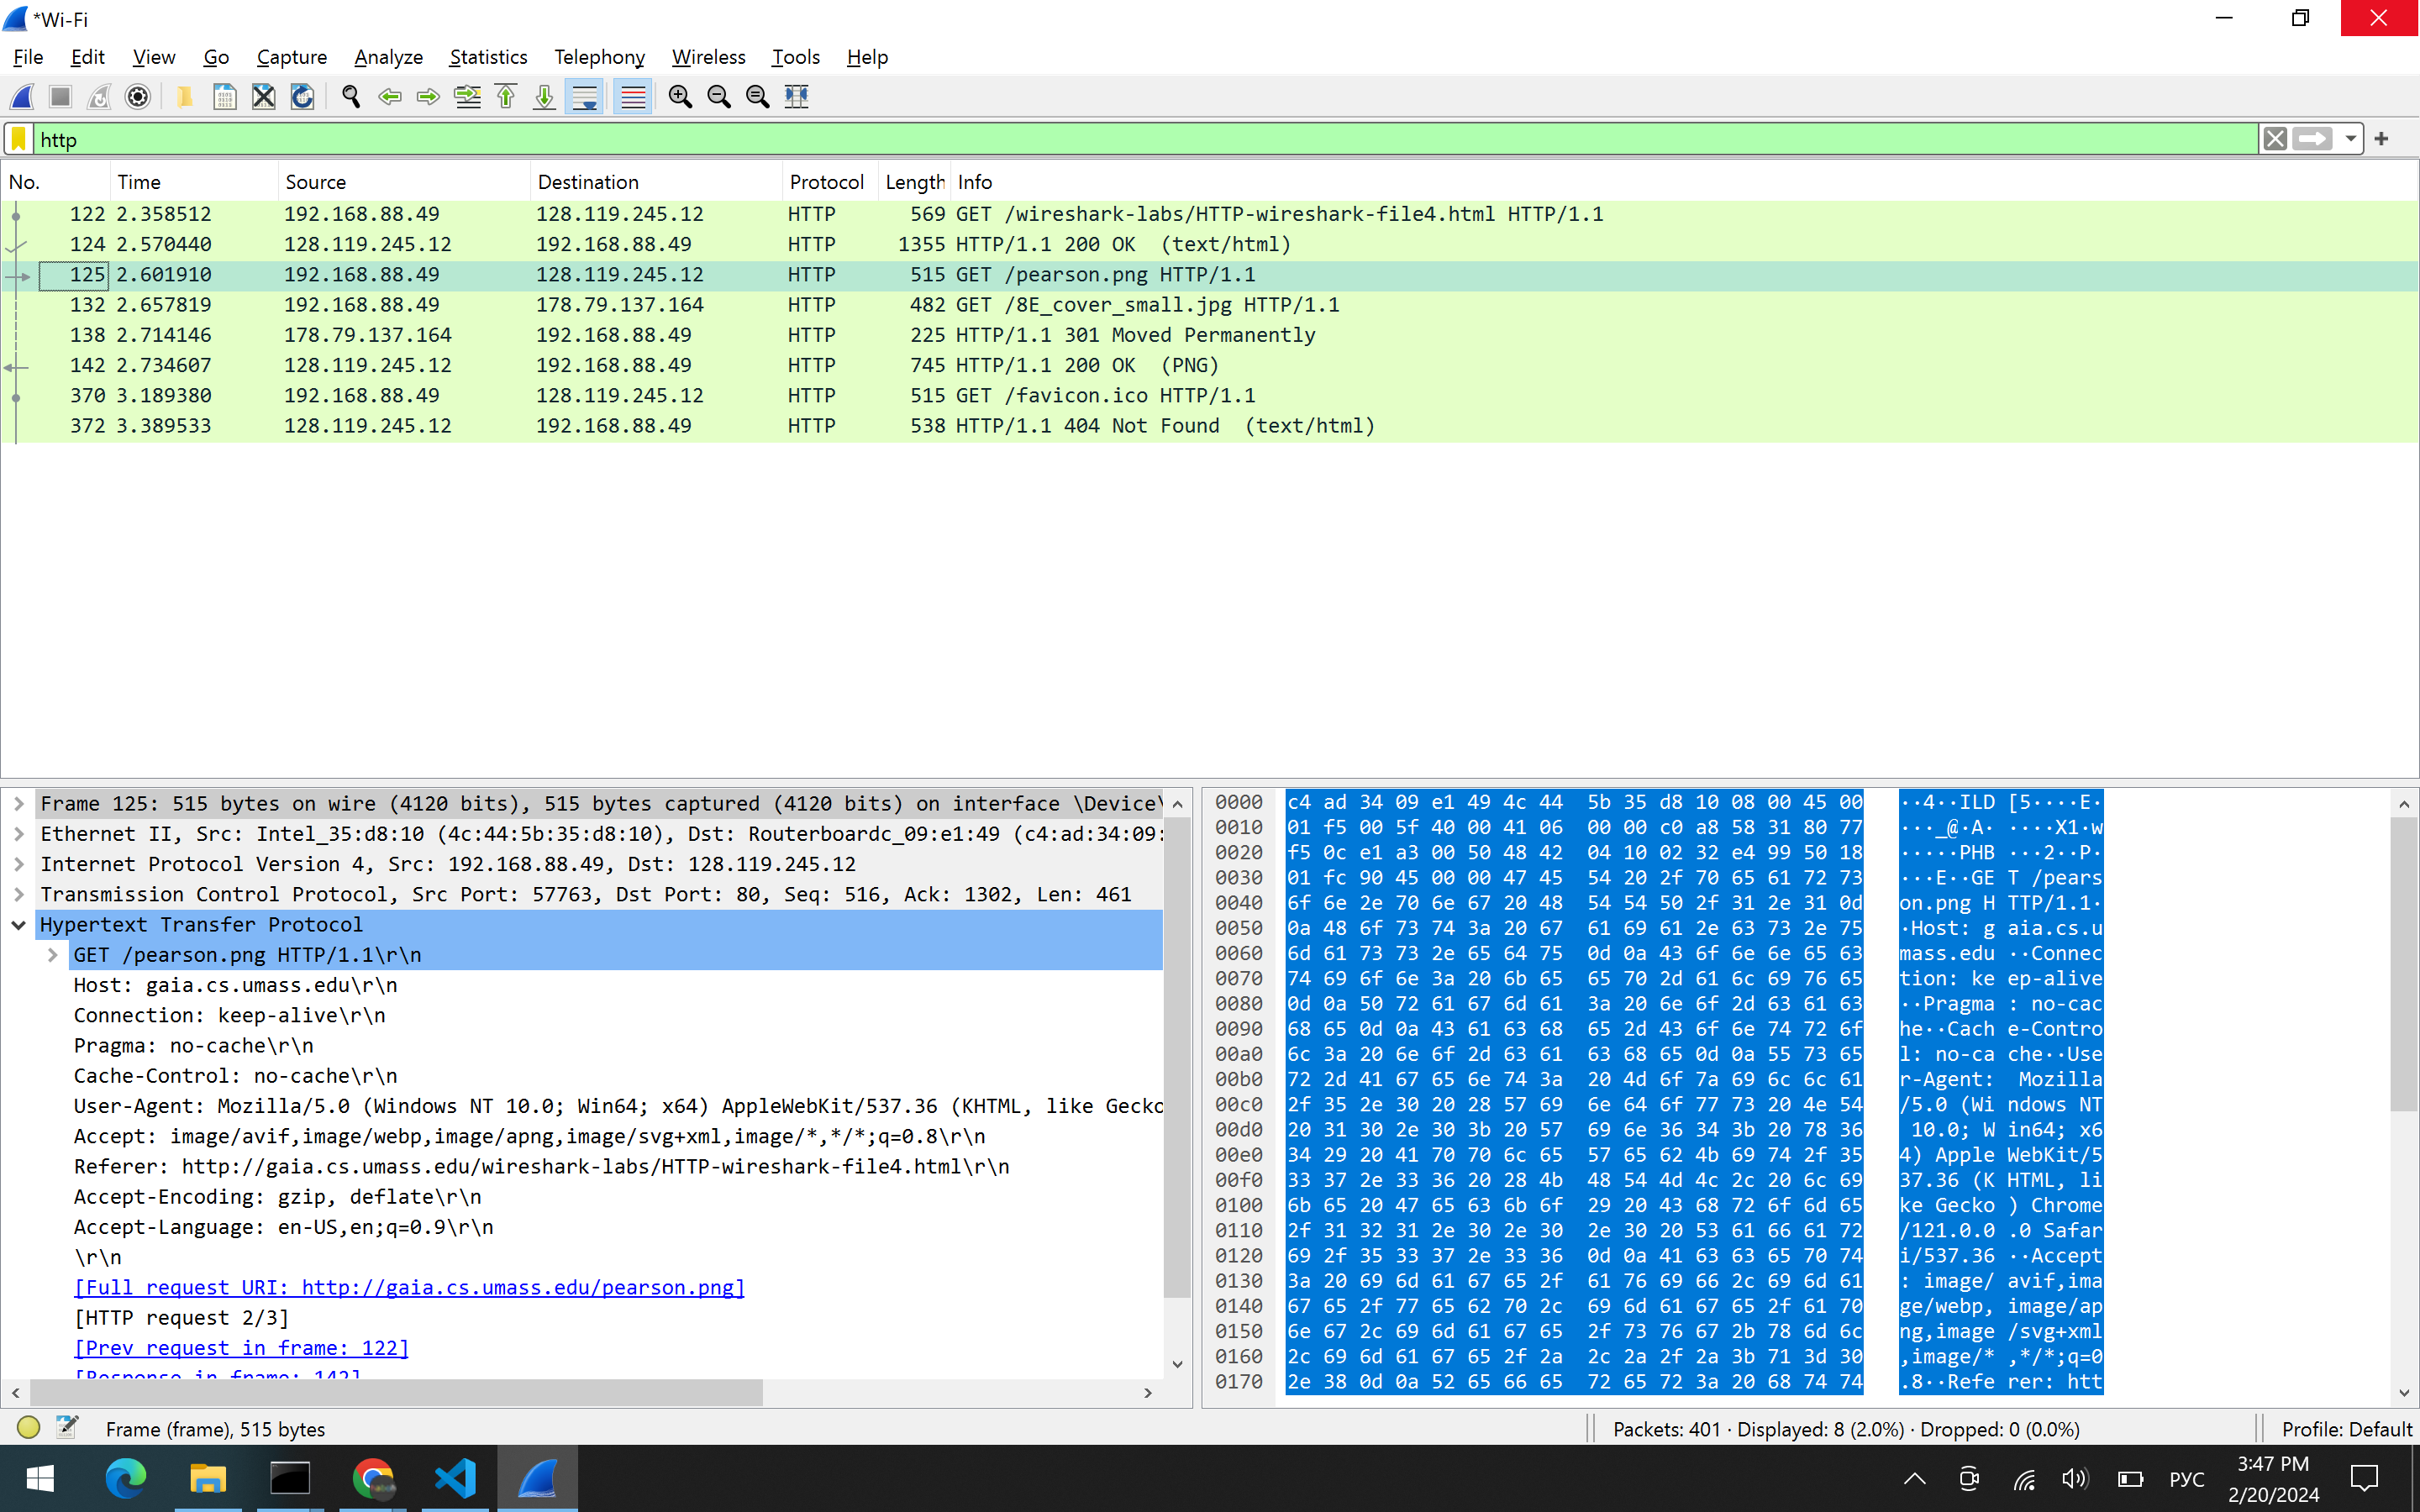 *Wi-Fi
File Edit View Go Capture Analyze Statistics Telephony Wireless Tools Help
http
No. Time Source Destination Protocol Length Info
122 2.358512 192.168.88.49 128.119.245.12 HTTP 569 GET /wireshark-labs/HTTP-wireshark-file4.html HTTP/1.1
124 2.570440 128.119.245.12 192.168.88.49 HTTP 1355 HTTP/1.1 200 OK (text/html)
125 2.601910 192.168.88.49 128.119.245.12 HTTP 515 GET /pearson.png HTTP/1.1
132 2.657819 192.168.88.49 178.79.137.164 HTTP 482 GET /8E_cover_small.jpg HTTP/1.1
138 2.714146 178.79.137.164 192.168.88.49 HTTP 225 HTTP/1.1 301 Moved Permanently
142 2.734607 128.119.245.12 192.168.88.49 HTTP 745 HTTP/1.1 200 OK (PNG)
370 3.189380 192.168.88.49 128.119.245.12 HTTP 515 GET /favicon.ico HTTP/1.1
372 3.389533 128.119.245.12 192.168.88.49 HTTP 538 HTTP/1.1 404 Not Found (text/html)
Frame 125: 515 bytes on wire (4120 bits), 515 bytes captured (4120 bits) on interface \Device\
Ethernet II, Src: Intel_35:d8:10 (4c:44:5b:35:d8:10), Dst: Routerboardc_09:e1:49 (c4:ad:34:09:
Internet Protocol Version 4, Src: 192.168.88.49, Dst: 128.119.245.12
Transmission Control Protocol, Src Port: 57763, Dst Port: 80, Seq: 516, Ack: 1302, Len: 461
Hypertext Transfer Protocol
GET /pearson.png HTTP/1.1\r\n
Host: gaia.cs.umass.edu\r\n
Connection: keep-alive\r\n
Pragma: no-cache\r\n
Cache-Control: no-cache\r\n
User-Agent: Mozilla/5.0 (Windows NT 10.0; Win64; x64) AppleWebKit/537.36 (KHTML, like Gecko
Accept: image/avif,image/webp,image/apng,image/svg+xml,image/*,*/*;q=0.8\r\n
Referer: http://gaia.cs.umass.edu/wireshark-labs/HTTP-wireshark-file4.html\r\n
Accept-Encoding: gzip, deflate\r\n
Accept-Language: en-US,en;q=0.9\r\n
\r\n
[Full request URI: http://gaia.cs.umass.edu/pearson.png]
[HTTP request 2/3]
[Prev request in frame: 122]
[Response in frame: 142]
0000 c4 ad 34 09 e1 49 4c 44 5b 35 d8 10 08 00 45 00 ··4··ILD [5····E·
0010 01 f5 00 5f 40 00 41 06 00 00 c0 a8 58 31 80 77 ···_@·A· ····X1·w
0020 f5 0c e1 a3 00 50 48 42 04 10 02 32 e4 99 50 18 ·····PHB ···2··P·
0030 01 fc 90 45 00 00 47 45 54 20 2f 70 65 61 72 73 ···E··GE T /pears
0040 6f 6e 2e 70 6e 67 20 48 54 54 50 2f 31 2e 31 0d on.png H TTP/1.1·
0050 0a 48 6f 73 74 3a 20 67 61 69 61 2e 63 73 2e 75 ·Host: g aia.cs.u
0060 6d 61 73 73 2e 65 64 75 0d 0a 43 6f 6e 6e 65 63 mass.edu ··Connec
0070 74 69 6f 6e 3a 20 6b 65 65 70 2d 61 6c 69 76 65 tion: ke ep-alive
0080 0d 0a 50 72 61 67 6d 61 3a 20 6e 6f 2d 63 61 63 ··Pragma : no-cac
0090 68 65 0d 0a 43 61 63 68 65 2d 43 6f 6e 74 72 6f he··Cach e-Contro
00a0 6c 3a 20 6e 6f 2d 63 61 63 68 65 0d 0a 55 73 65 l: no-ca che··Use
00b0 72 2d 41 67 65 6e 74 3a 20 4d 6f 7a 69 6c 6c 61 r-Agent: Mozilla
00c0 2f 35 2e 30 20 28 57 69 6e 64 6f 77 73 20 4e 54 /5.0 (Wi ndows NT
00d0 20 31 30 2e 30 3b 20 57 69 6e 36 34 3b 20 78 36 10.0; W in64; x6
00e0 34 29 20 41 70 70 6c 65 57 65 62 4b 69 74 2f 35 4) Apple WebKit/5
00f0 33 37 2e 33 36 20 28 4b 48 54 4d 4c 2c 20 6c 69 37.36 (K HTML, li
0100 6b 65 20 47 65 63 6b 6f 29 20 43 68 72 6f 6d 65 ke Gecko ) Chrome
0110 2f 31 32 31 2e 30 2e 30 2e 30 20 53 61 66 61 72 /121.0.0 .0 Safar
0120 69 2f 35 33 37 2e 33 36 0d 0a 41 63 63 65 70 74 i/537.36 ··Accept
0130 3a 20 69 6d 61 67 65 2f 61 76 69 66 2c 69 6d 61 : image/ avif,ima
0140 67 65 2f 77 65 62 70 2c 69 6d 61 67 65 2f 61 70 ge/webp, image/ap
0150 6e 67 2c 69 6d 61 67 65 2f 73 76 67 2b 78 6d 6c ng,image /svg+xml
0160 2c 69 6d 61 67 65 2f 2a 2c 2a 2f 2a 3b 71 3d 30 ,image/* ,*/*;q=0
0170 2e 38 0d 0a 52 65 66 65 72 65 72 3a 20 68 74 74 .8··Refe rer: htt
Frame (frame), 515 bytes Packets: 401 · Displayed: 8 (2.0%) · Dropped: 0 (0.0%) Profile: Default
РУС
3:47 PM
2/20/2024